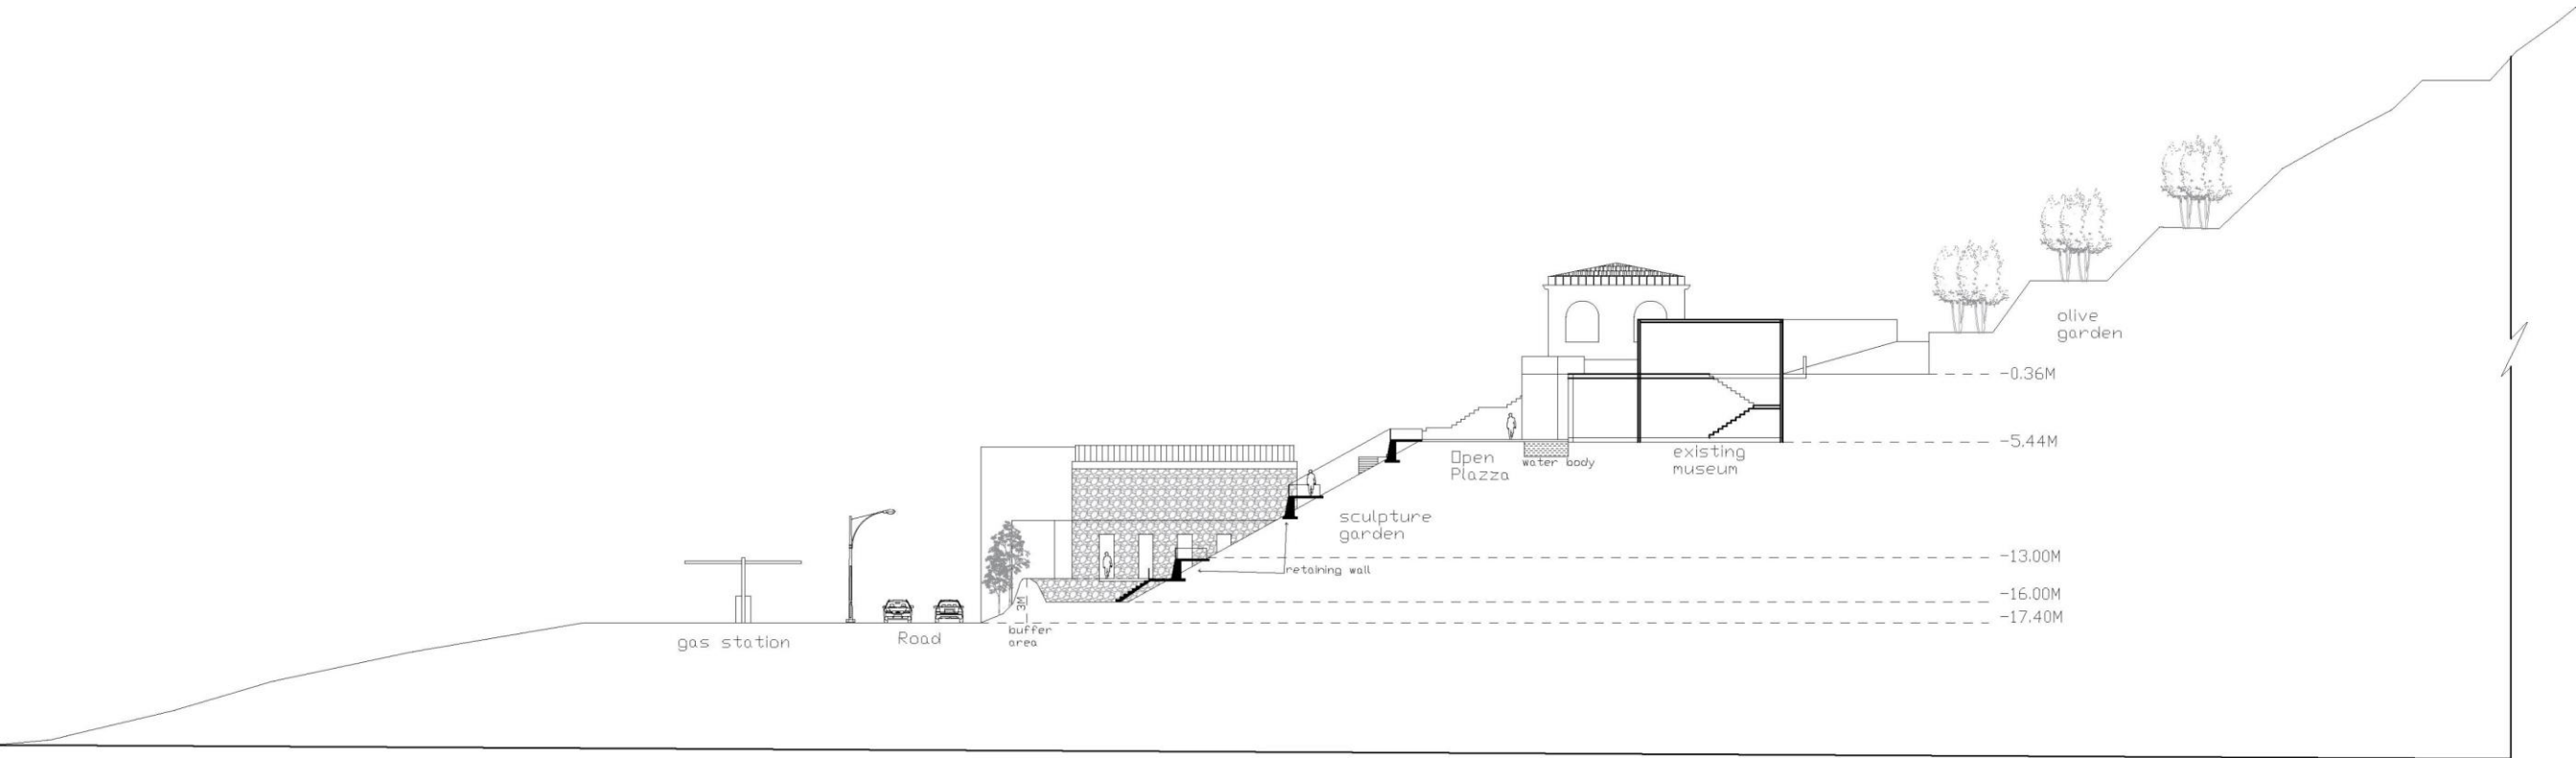 olive
garden
-0.36M
-5.44M
existing
museum
Open
Plazza
water body
sculpture
garden
-13.00M
retaining wall
-16.00M
3M
-17.40M
buffer
area
Road
gas station